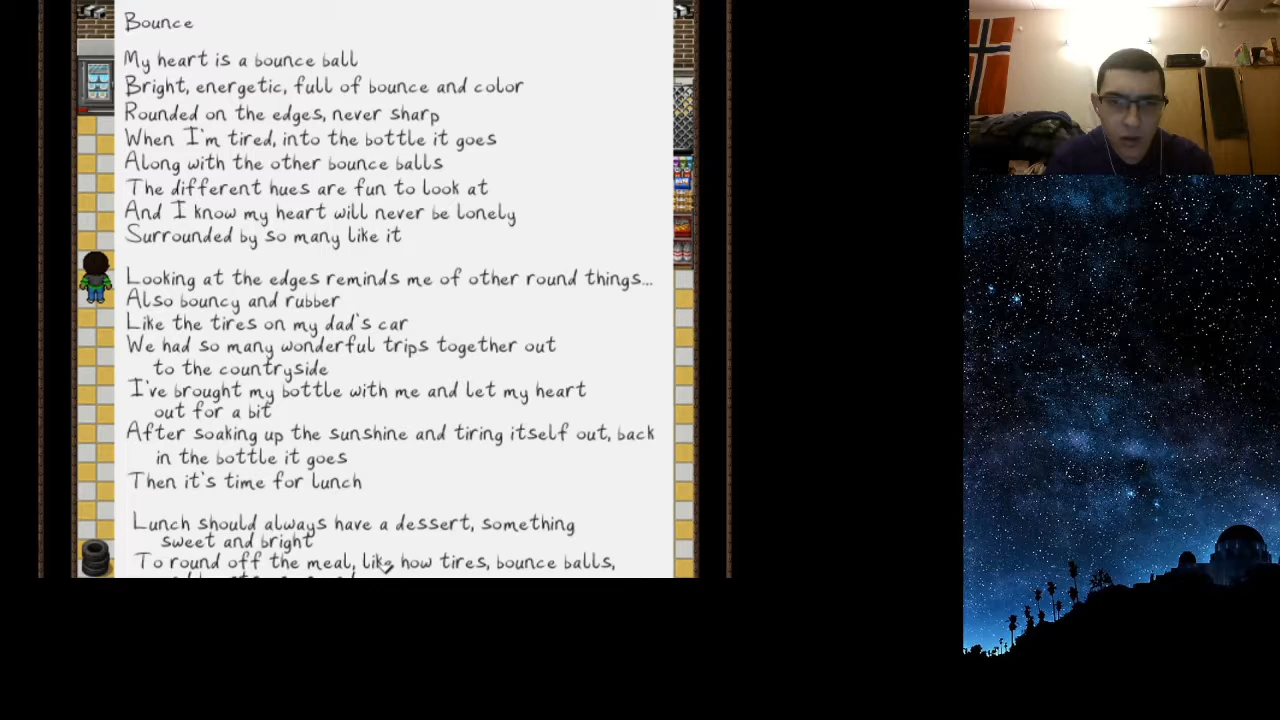 Bounce
My heart is a bounce ball
Bright, energetic, full of bounce and color
Rounded on the edges, never sharp
When I'm tired, into the bottle it goes
Along with the other bounce balls
The different hues are fun to look at
And I know my heart will never be lonely
Surrounded by so many like it
Looking at the edges reminds me of other round things...
Also bouncy and rubber
Like the tires on my dad's car
We had so many wonderful trips together out
to the countryside
I've brought my bottle with me and let my heart
out for a bit
After soaking up the sunshine and tiring itself out, back
in the bottle it goes
Then it's time for lunch
Lunch should always have a dessert, something
sweet and bright
To round off the meal, like how tires, bounce balls,